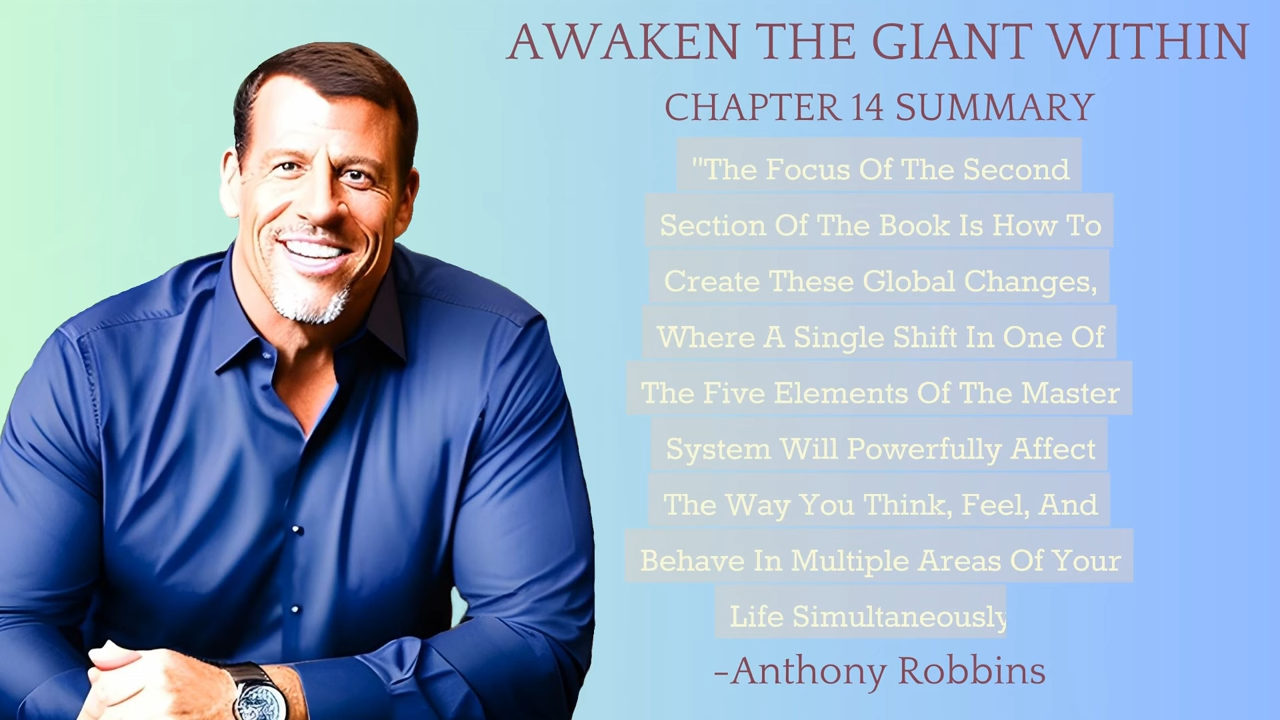 AWAKEN THE GIANT WITHIN
CHAPTER 14 SUMMARY
"The Focus Of The Second
Section Of The Book Is How To
Create These Global Changes,
Where A Single Shift In One Of
The Five Elements Of The Master
System Will Powerfully Affect
The Way You Think, Feel, And
Behave In Multiple Areas Of Your
Life Simultaneously
-Anthony Robbins